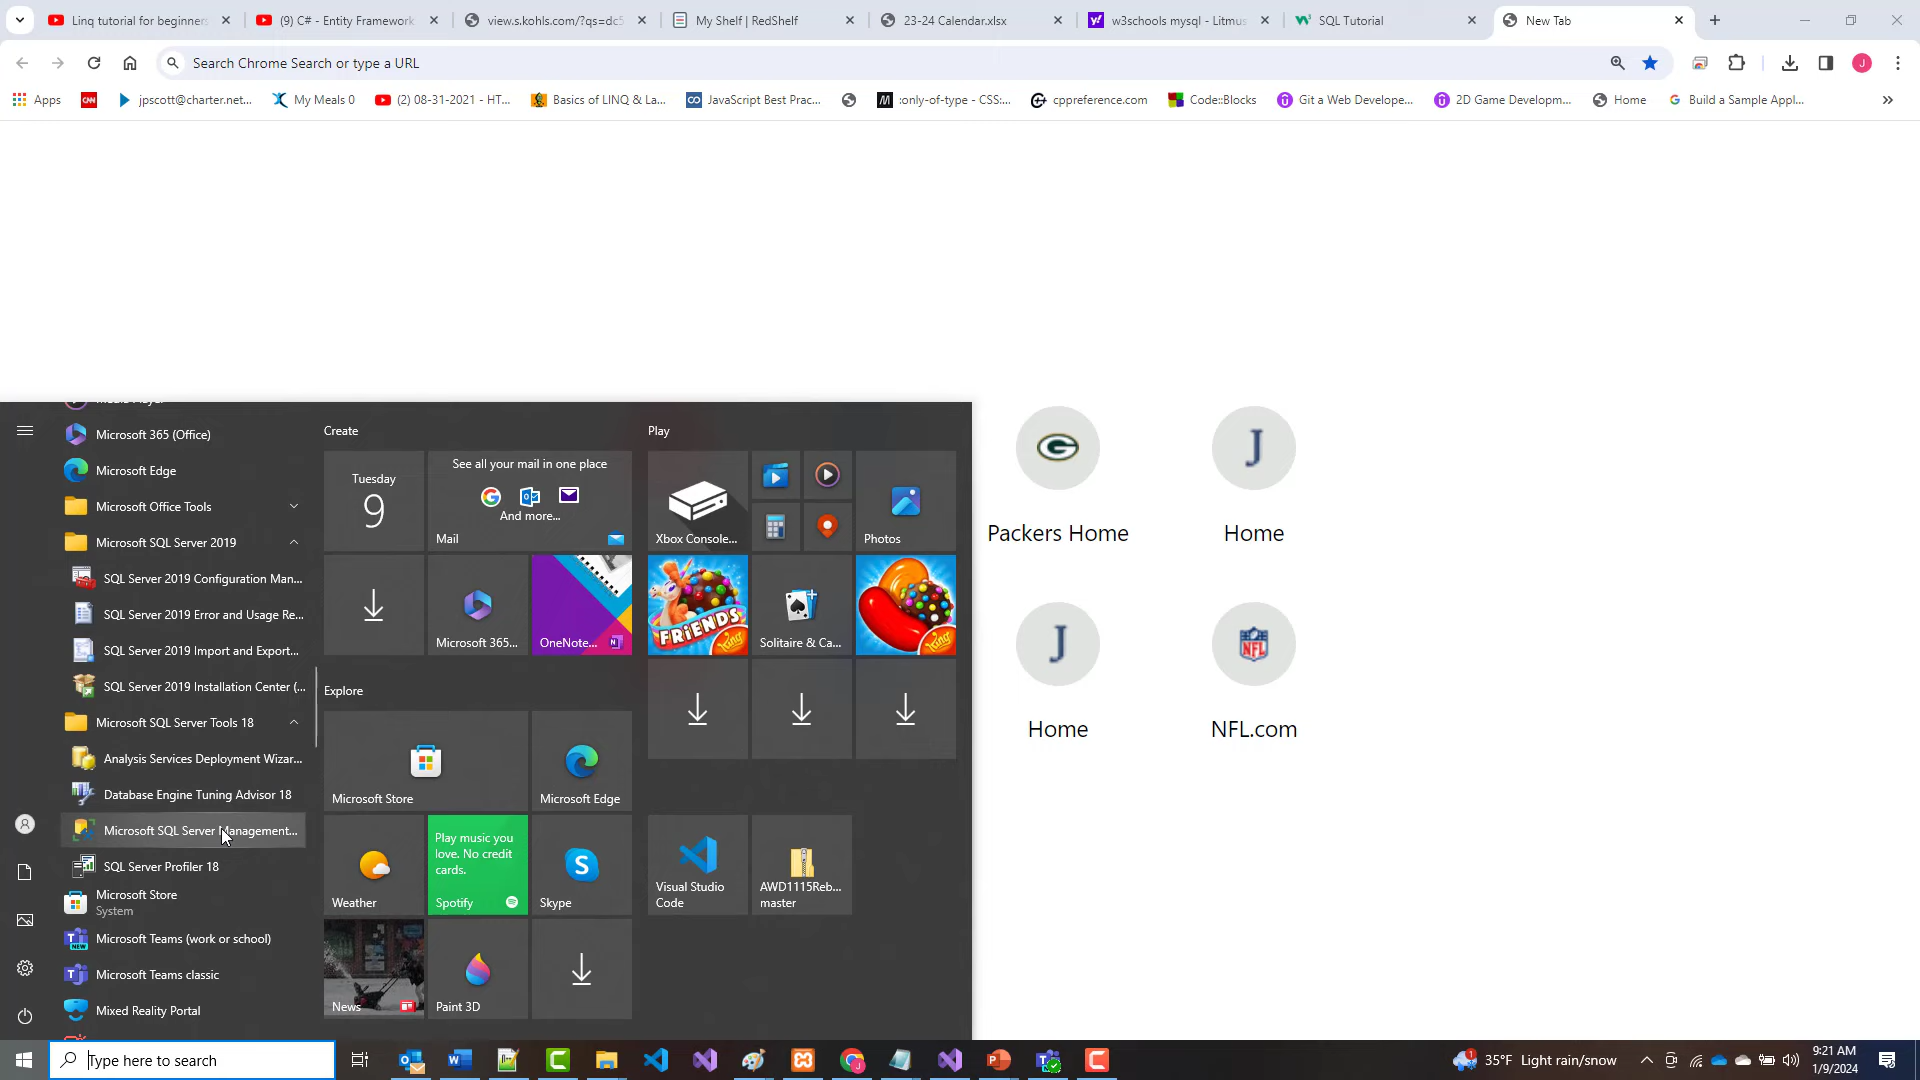 Linq tutorial for beginners
(9) C# - Entity Framework
view.s.kohls.com/?qs=dc5
My Shelf | RedShelf
23-24 Calendar.xlsx
w3schools mysql - Litmus
SQL Tutorial
New Tab
Search Chrome Search or type a URL
Apps
CNN
jpscott@charter.net...
My Meals 0
(2) 08-31-2021 - HT...
Basics of LINQ & La...
JavaScript Best Prac...
:only-of-type - CSS:...
cppreference.com
Code::Blocks
Git a Web Develope...
2D Game Developm...
Home
Build a Sample Appl...
Microsoft 365 (Office)
Microsoft Edge
Microsoft Office Tools
Microsoft SQL Server 2019
SQL Server 2019 Configuration Man...
SQL Server 2019 Error and Usage Re...
SQL Server 2019 Import and Export...
SQL Server 2019 Installation Center (...
Microsoft SQL Server Tools 18
Analysis Services Deployment Wizar...
Database Engine Tuning Advisor 18
Microsoft SQL Server Management...
SQL Server Profiler 18
Microsoft Store
System
Microsoft Teams (work or school)
Microsoft Teams classic
Mixed Reality Portal
Create
Tuesday
9
See all your mail in one place
And more...
Mail
Microsoft 365...
OneNote...
Explore
Microsoft Store
Microsoft Edge
Weather
Play music you
love. No credit
cards.
Spotify
Skype
News
Paint 3D
Play
Xbox Console...
Photos
FRIENDS
King
Solitaire & Ca...
King
Visual Studio
Code
AWD1115Reb...
master
Packers Home
Home
Home
NFL.com
Type here to search
35°F Light rain/snow
9:21 AM
1/9/2024